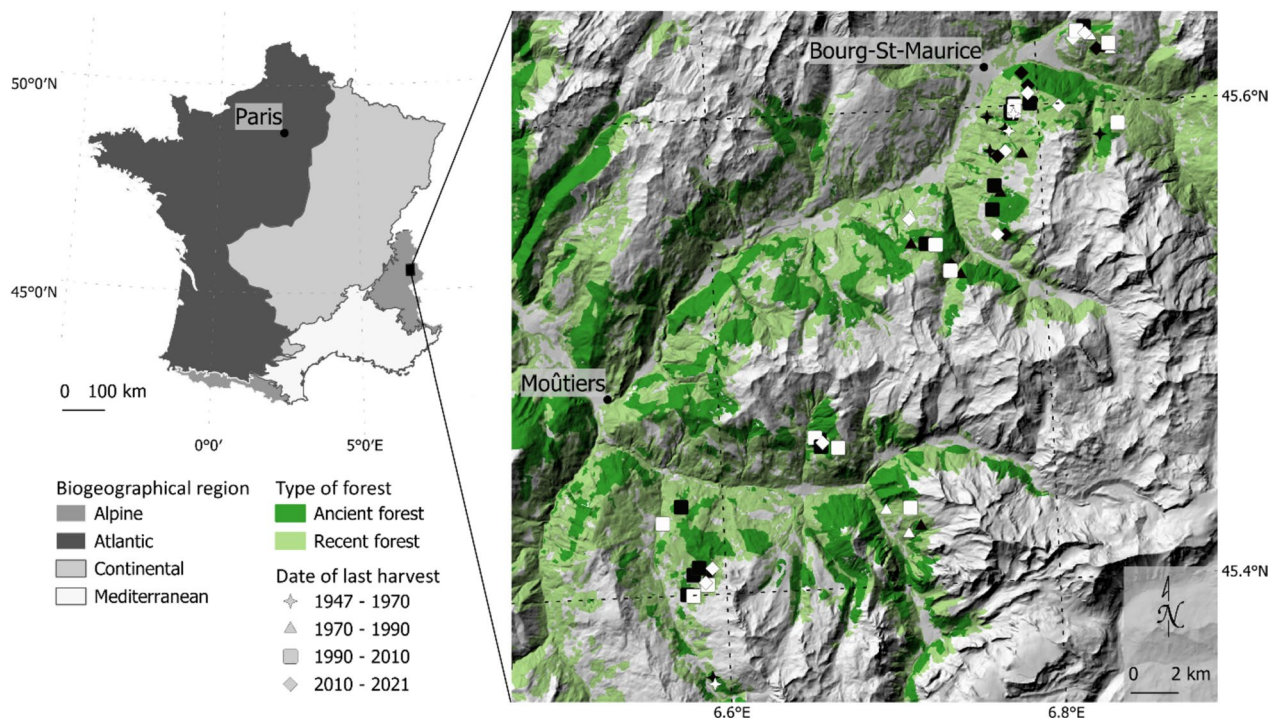 50°0'N
Paris
45°0'N
0 100 km
0°0'
5°0'E
Biogeographical region
Alpine
Atlantic
Continental
Mediterranean
Type of forest
Ancient forest
Recent forest
Date of last harvest
1947 - 1970
1970 - 1990
1990 - 2010
2010 - 2021
Bourg-St-Maurice
45.6°N
Moûtiers
45.4°N
N
0 2 km
6.6°E
6.8°E